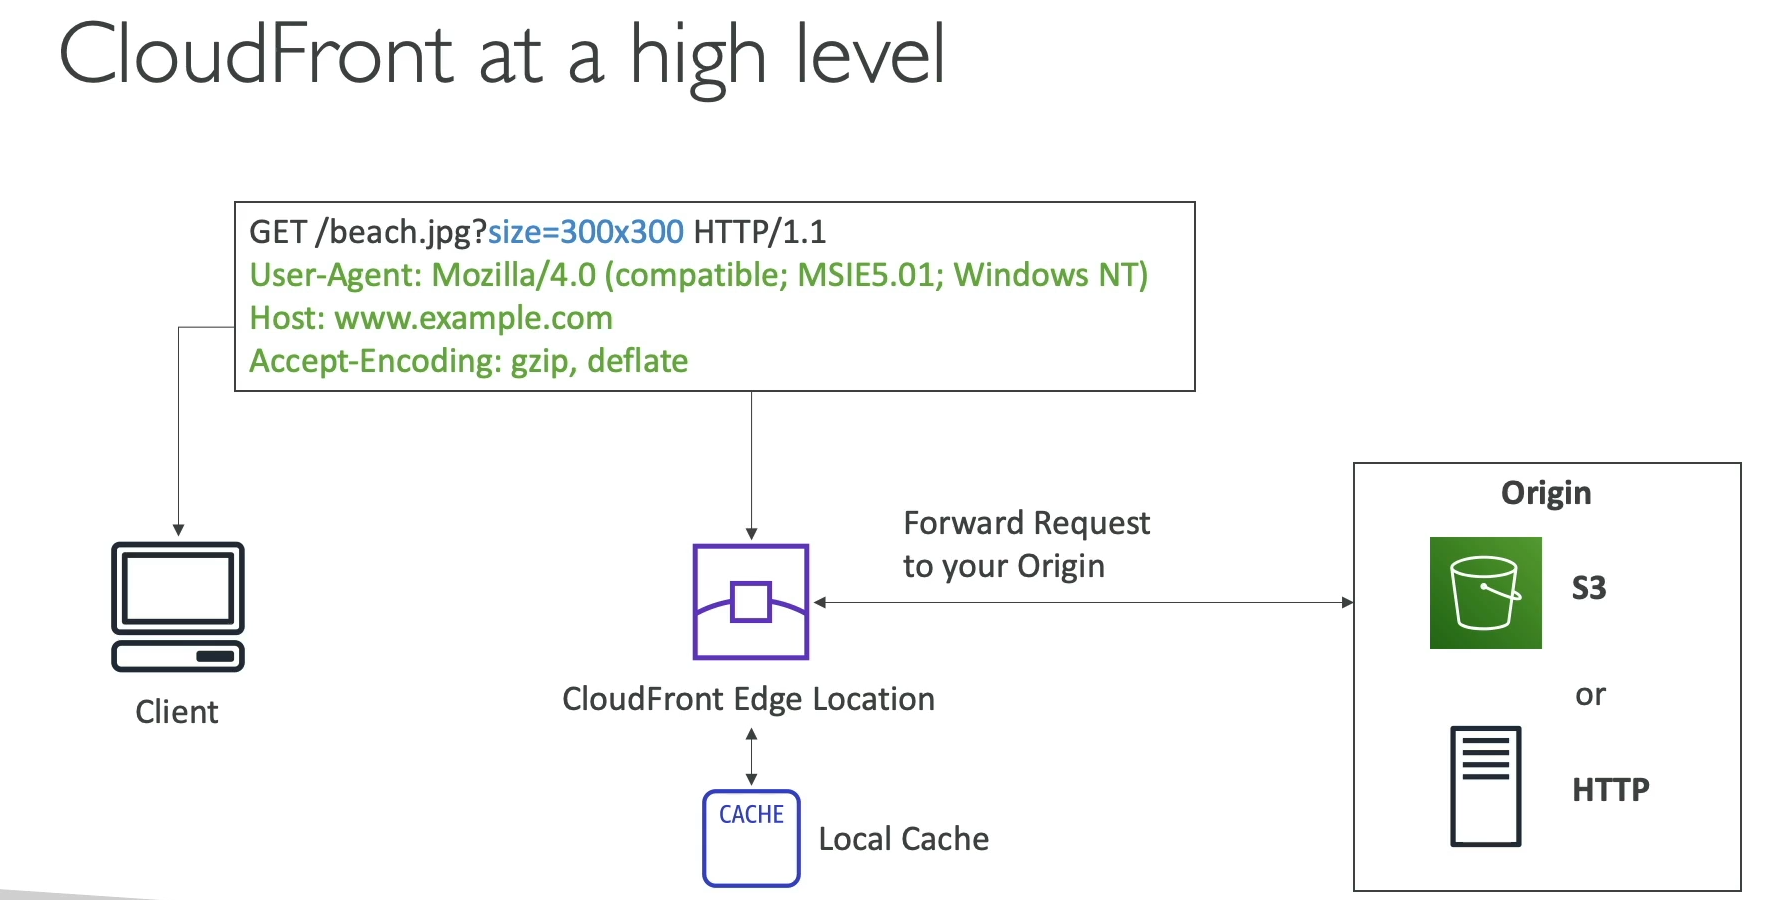 CloudFront at a high level
GET /beach.jpg?size=300x300 HTTP/1.1
User-Agent: Mozilla/4.0 (compatible; MSIE5.01; Windows NT)
Host: www.example.com
Accept-Encoding: gzip, deflate
Client
CloudFront Edge Location
CACHE
Local Cache
Forward Request
to your Origin
Origin
S3
or
HTTP